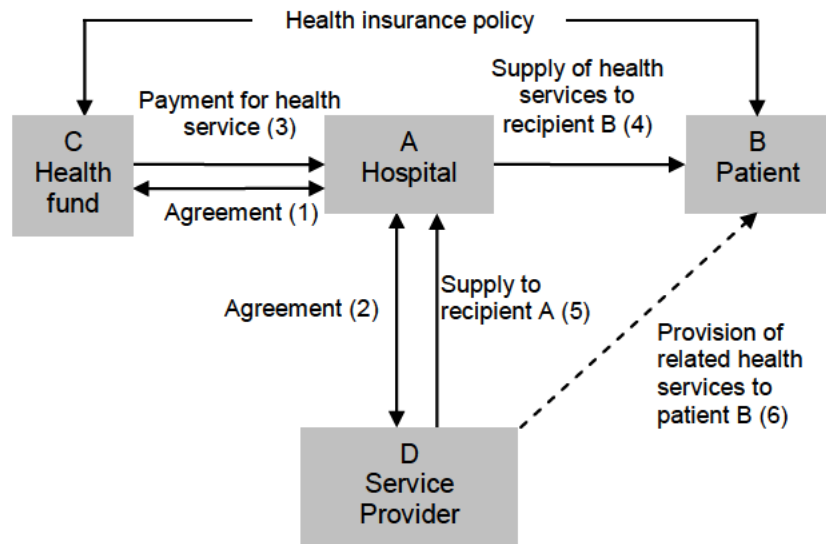 Health insurance policy
Payment for health
service (3)
Supply of health
services to
recipient B (4)
C
Health
fund
A
Hospital
B
Patient
Agreement (1)
Agreement (2)
Supply to
recipient A (5)
Provision of
related health
services to
patient B (6)
D
Service
Provider